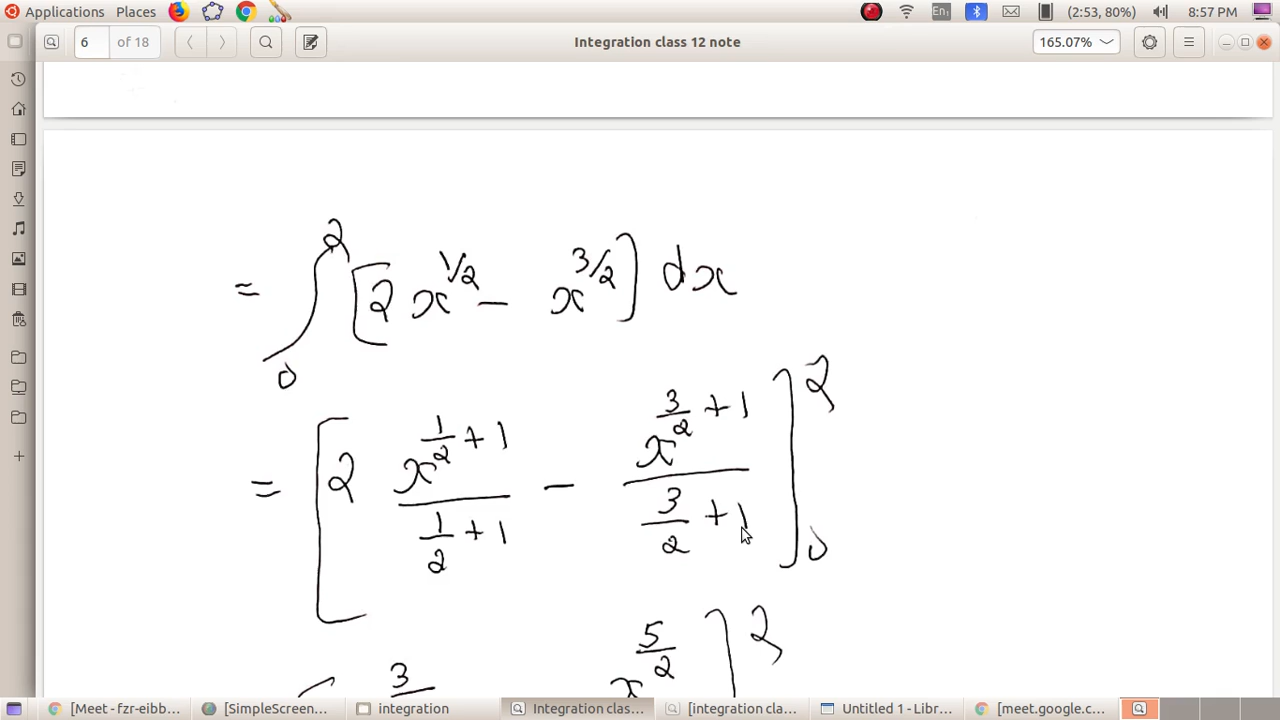 Applications Places En₁ (2:53, 80%) 8:57 PM
6 of 18 Integration class 12 note 165.07%
= ∫₀² [2 x^{1/2} − x^{3/2}] dx
= [2 x^{1/2 + 1} / (1/2 + 1) − x^{3/2 + 1} / (3/2 + 1)]₀²
3 x^{5/2} ]²
[Meet - fzr-eibb... [SimpleScreen... integration Integration clas... [integration cla... Untitled 1 - Libr... [meet.google.c...